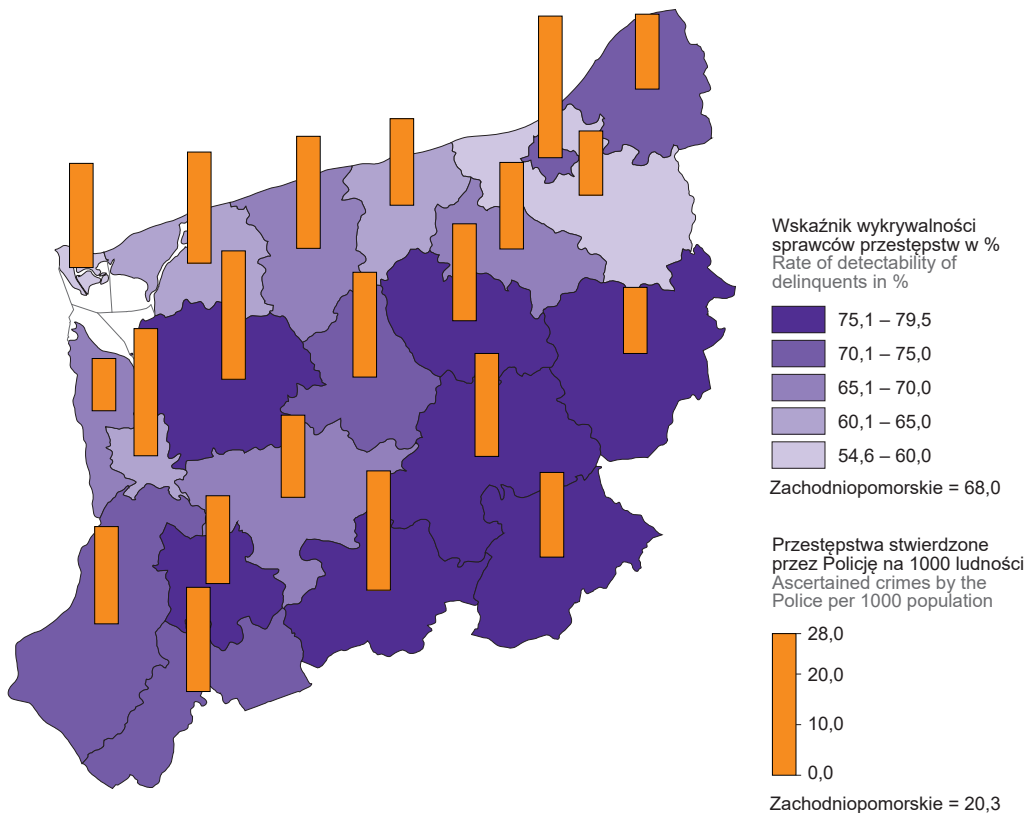 Wskaźnik wykrywalności
sprawców przestępstw w %
Rate of detectability of
delinquents in %
75,1 – 79,5
70,1 – 75,0
65,1 – 70,0
60,1 – 65,0
54,6 – 60,0
Zachodniopomorskie = 68,0
Przestępstwa stwierdzone
przez Policję na 1000 ludności
Ascertained crimes by the
Police per 1000 population
28,0
20,0
10,0
0,0
Zachodniopomorskie = 20,3